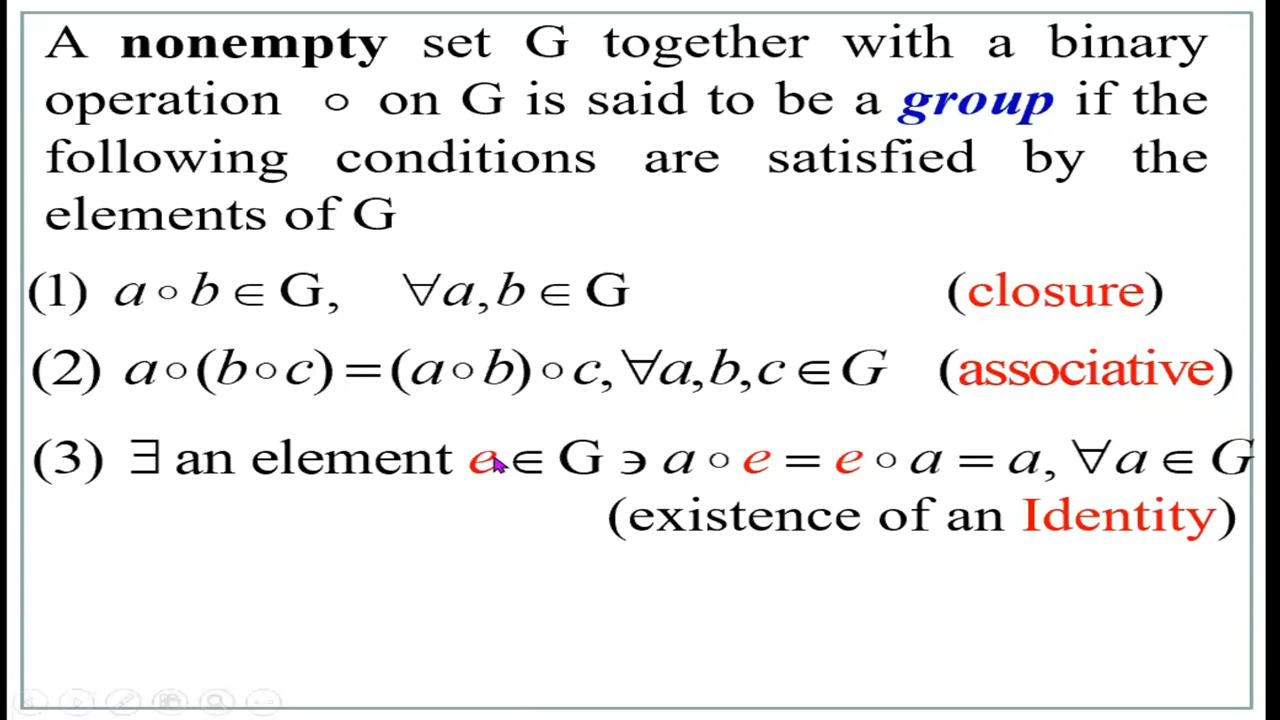 A nonempty set G together with a binary
operation ∘ on G is said to be a group if the
following conditions are satisfied by the
elements of G
(1) a∘b∈G, ∀a,b∈G (closure)
(2) a∘(b∘c)=(a∘b)∘c,∀a,b,c∈G (associative)
(3) ∃ an element e∈G ∍ a∘e=e∘a=a,∀a∈G
(existence of an Identity)